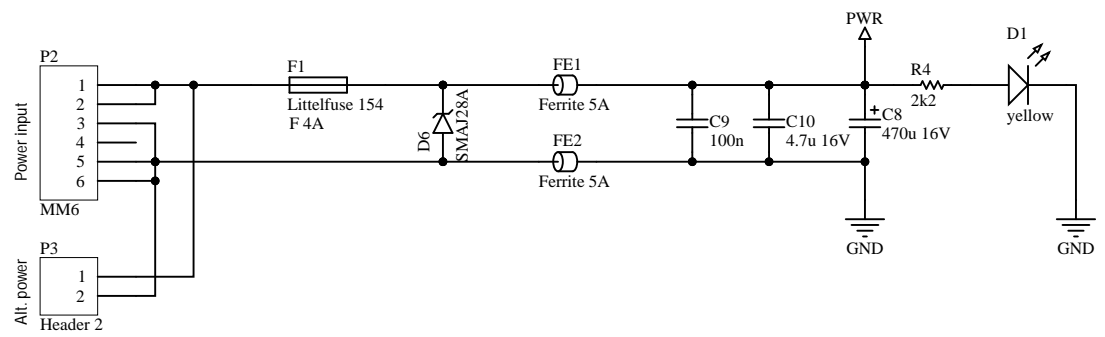 PWR
P2
F1
FE1
R4
D1
Power input
1
2
3
4
5
6
Littelfuse 154
F 4A
Ferrite 5A
2k2
yellow
D6
SMAJ28A
C9
100n
C10
4.7u 16V
+
C8
470u 16V
FE2
Ferrite 5A
MM6
GND
GND
P3
Alt. power
1
2
Header 2